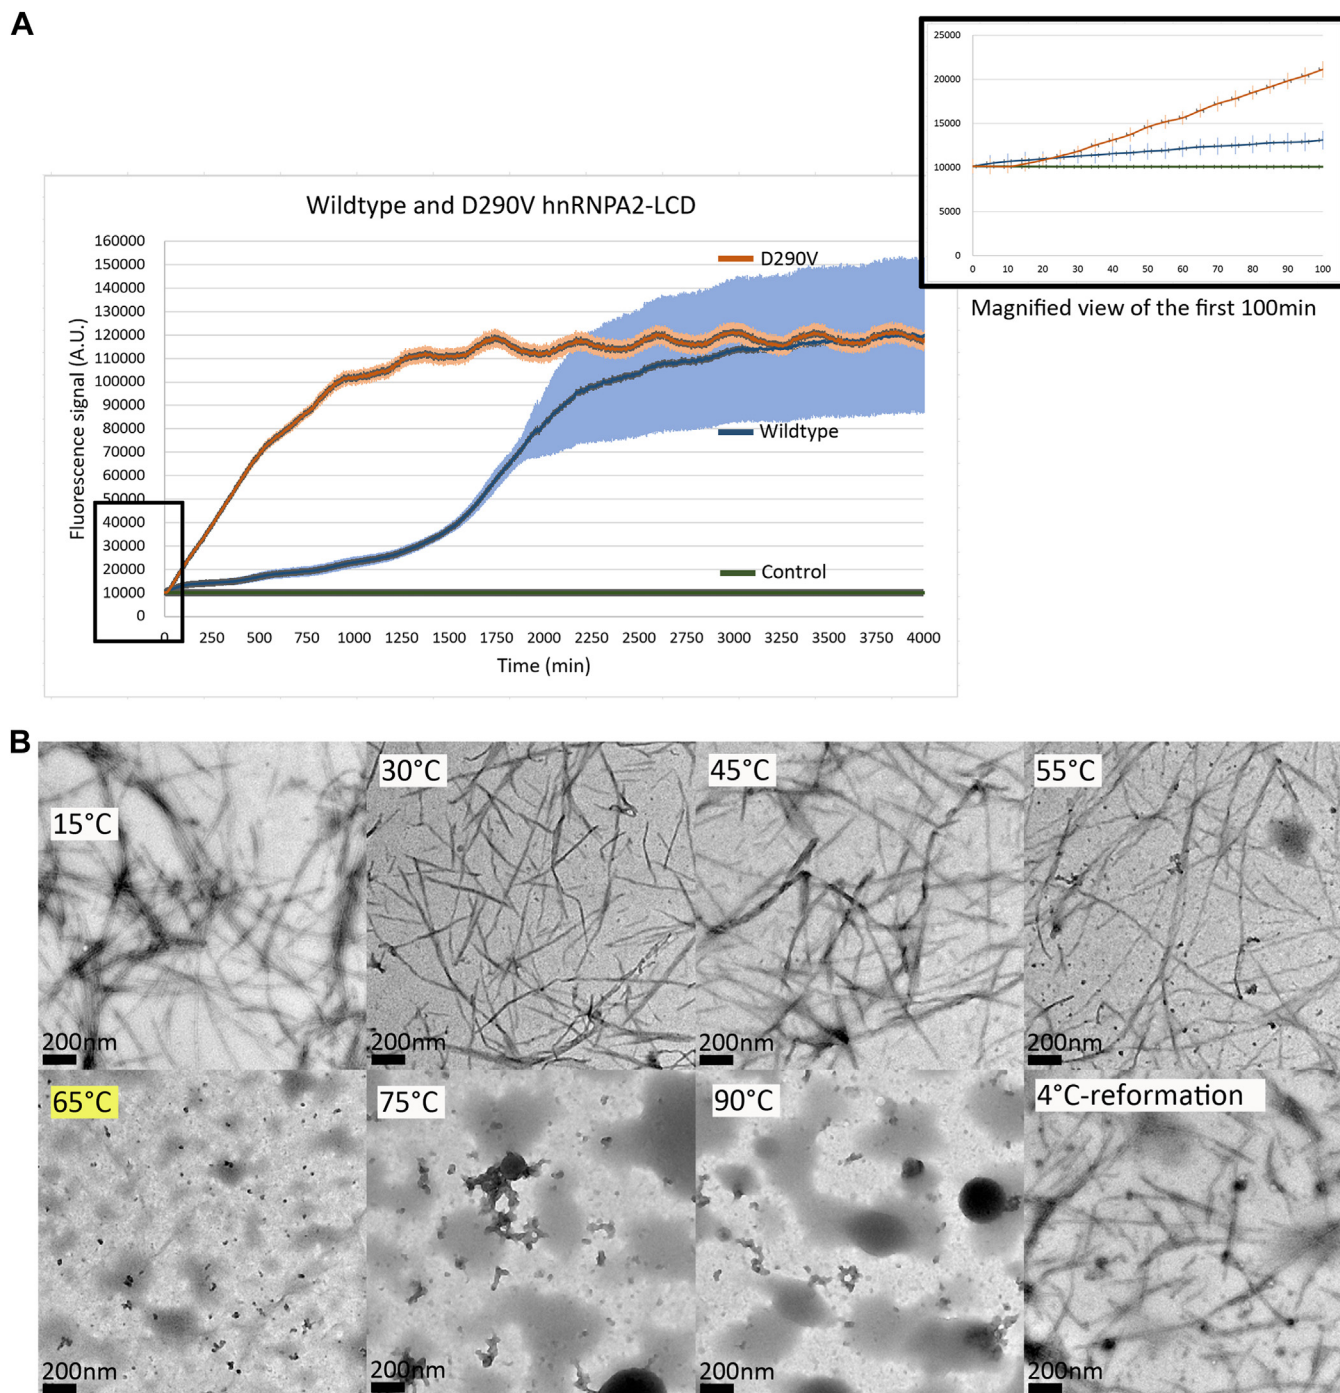 A
25000
20000
15000
10000
5000
0
0 10 20 30 40 50 60 70 80 90 100
Magnified view of the first 100min
Wildtype and D290V hnRNPA2-LCD
160000
150000
140000
130000
120000
110000
100000
90000
80000
70000
60000
50000
40000
30000
20000
10000
0
Fluorescence signal (A.U.)
D290V
Wildtype
Control
0 250 500 750 1000 1250 1500 1750 2000 2250 2500 2750 3000 3250 3500 3750 4000
Time (min)
B
15°C
30°C
45°C
55°C
200nm
200nm
200nm
200nm
65°C
75°C
90°C
4°C-reformation
200nm
200nm
200nm
200nm